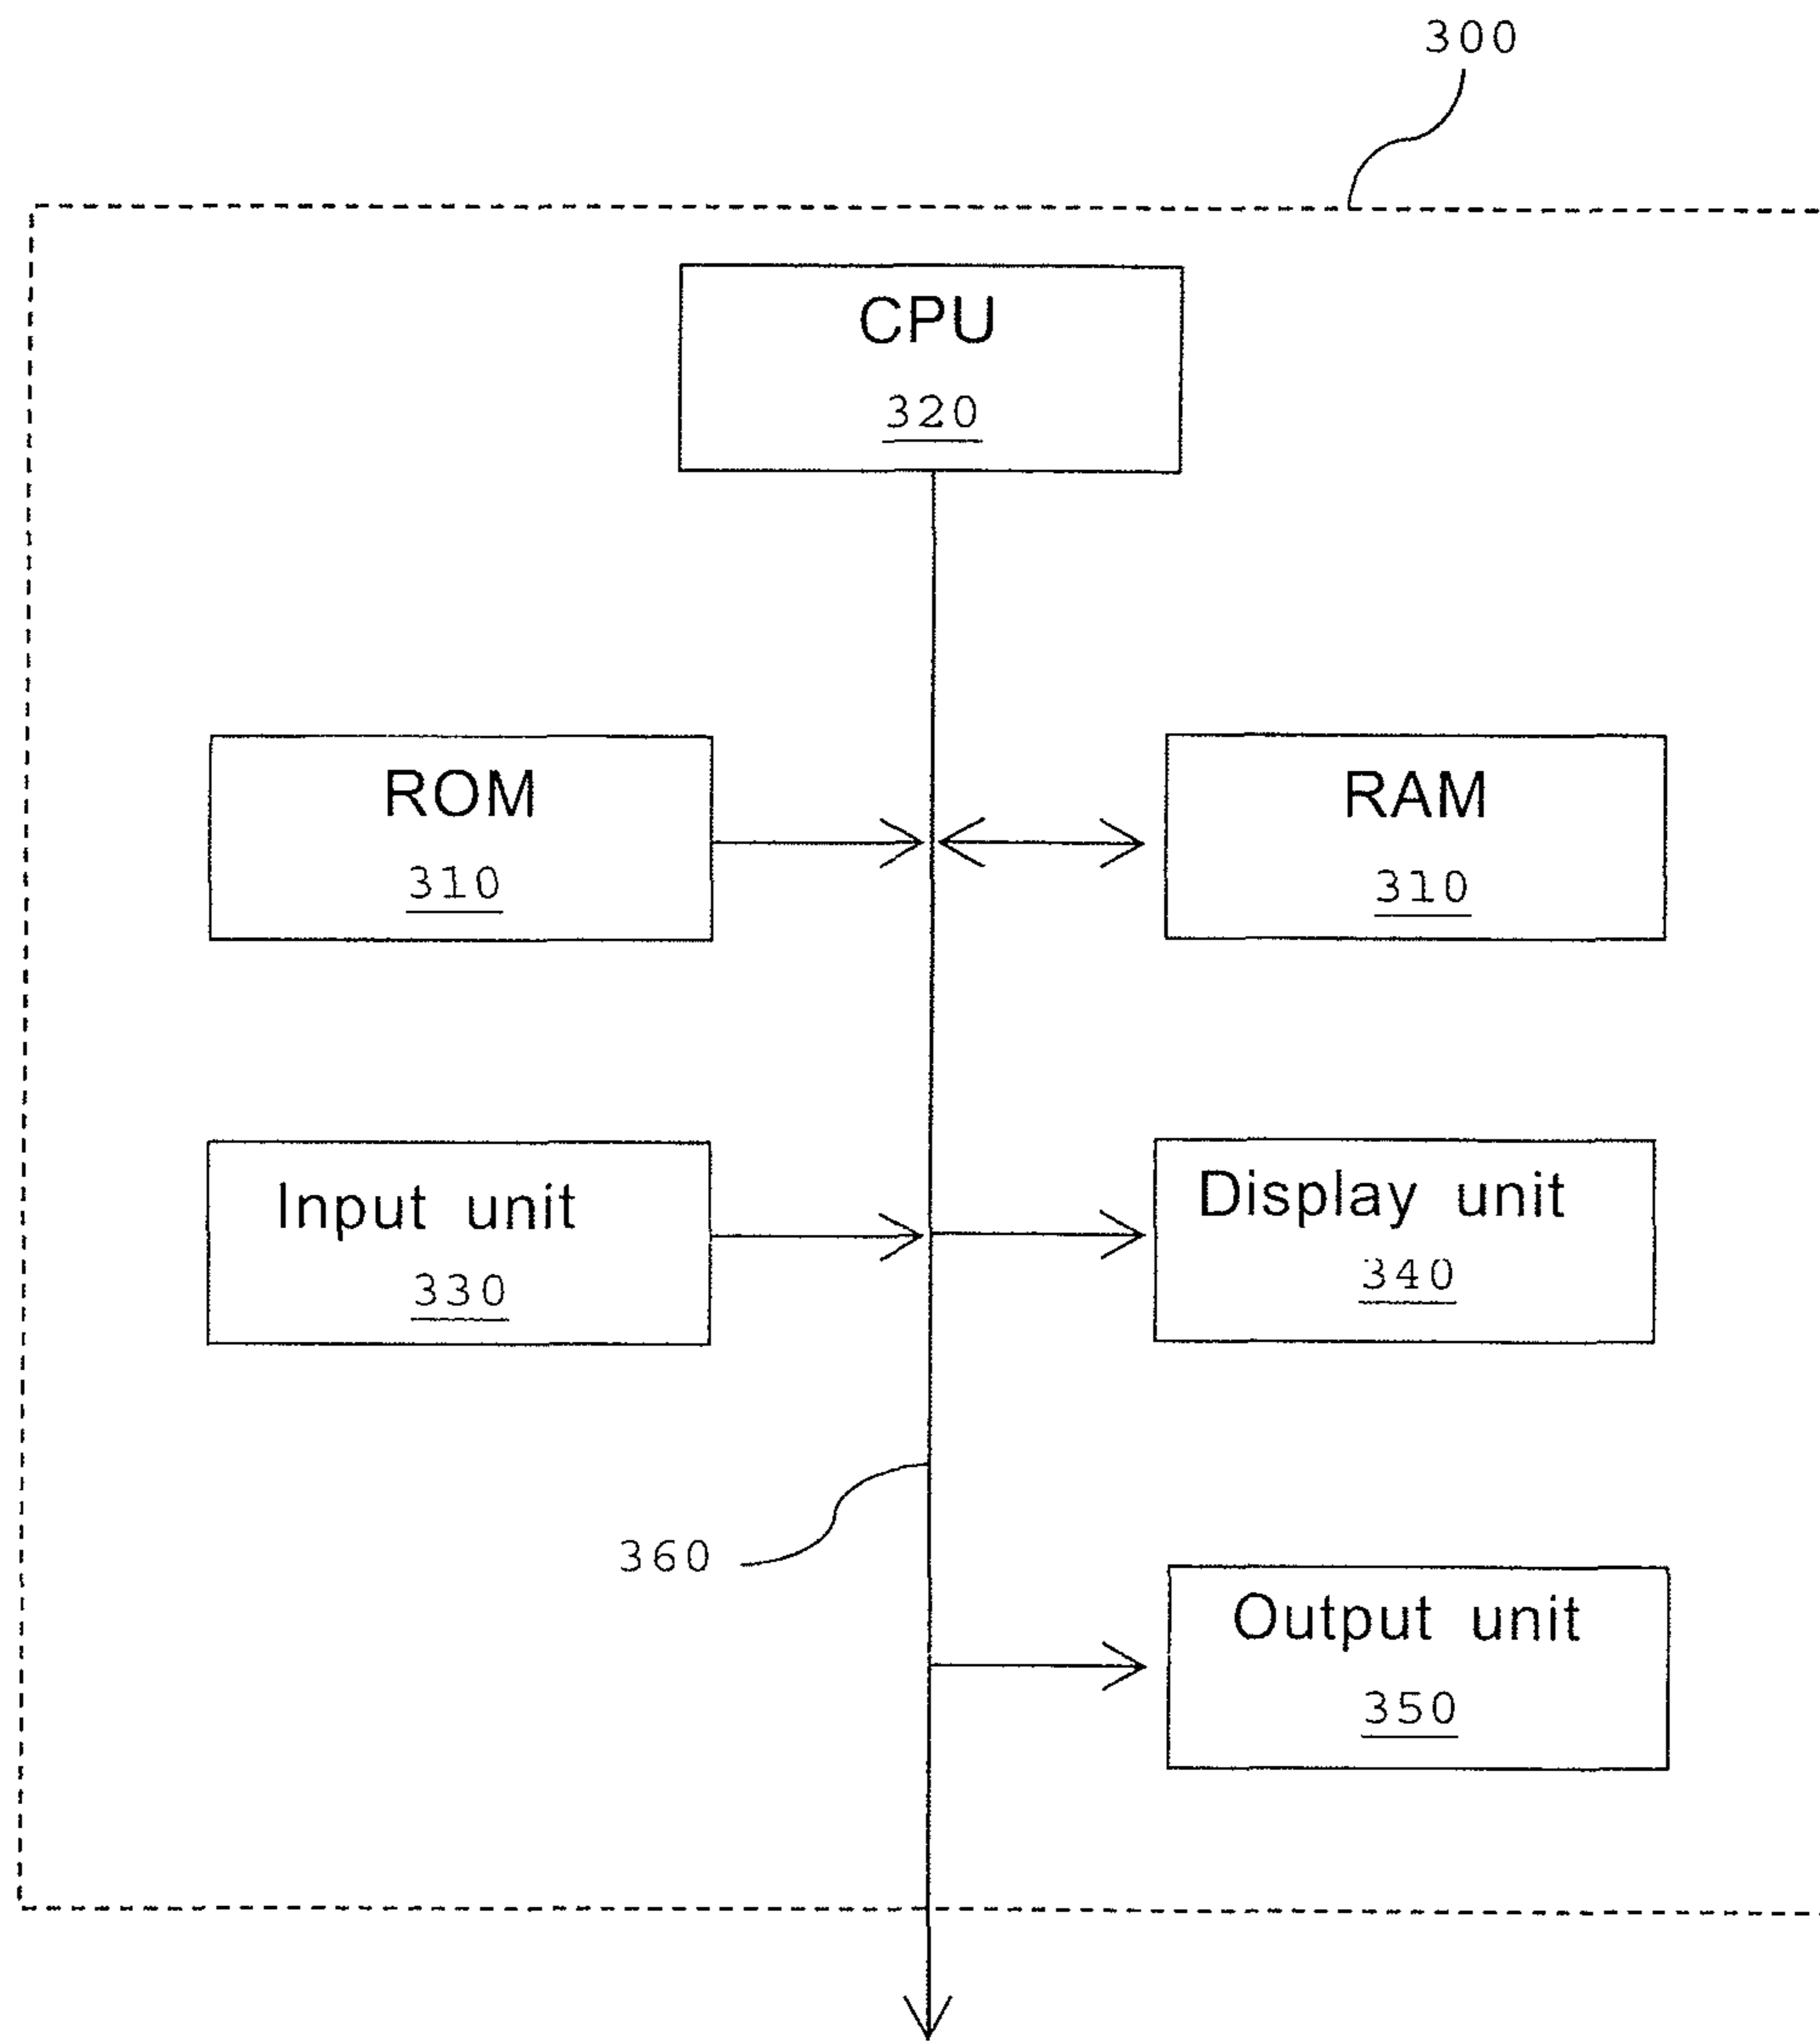 300
CPU
320
ROM
310
RAM
310
Input unit
330
Display unit
340
360
Output unit
350